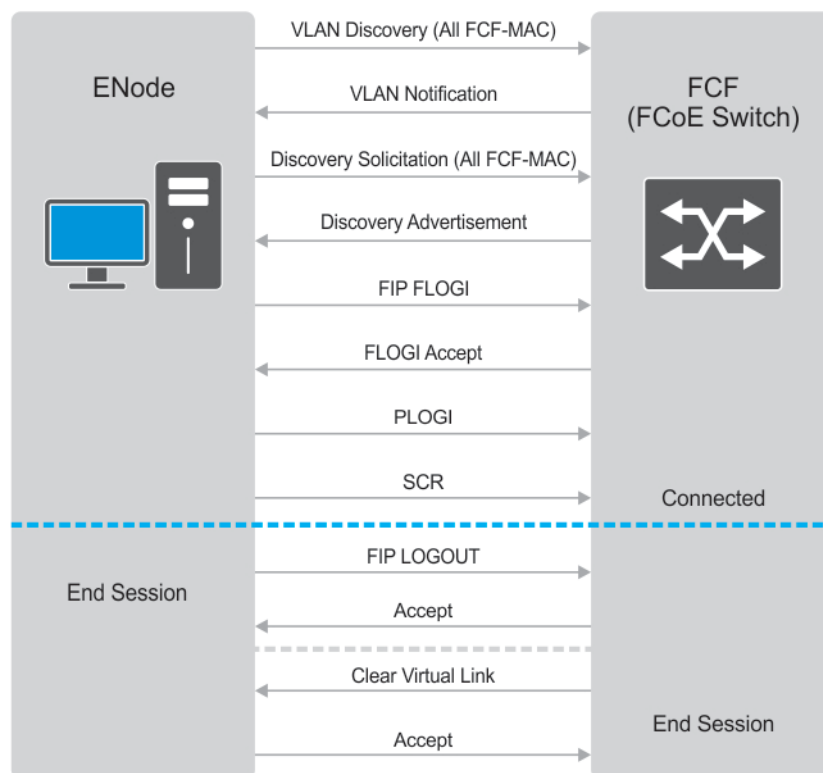 VLAN Discovery (All FCF-MAC)
ENode
FCF
(FCoE Switch)
VLAN Notification
Discovery Solicitation (All FCF-MAC)
Discovery Advertisement
FIP FLOGI
FLOGI Accept
PLOGI
SCR
Connected
FIP LOGOUT
End Session
Accept
Clear Virtual Link
End Session
Accept